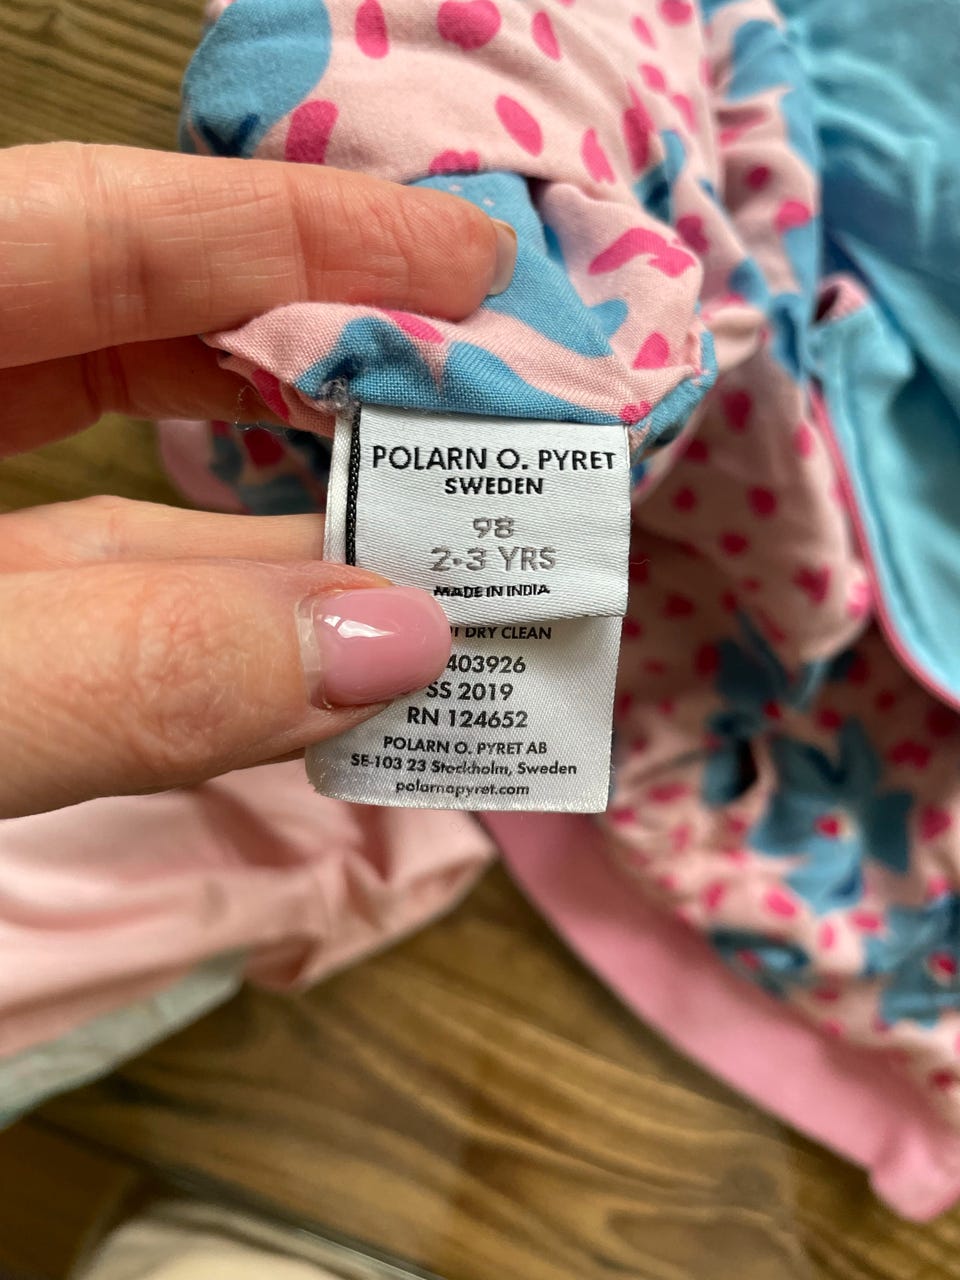 POLARN O. PYRET
SWEDEN
98
2-3 YRS
MADE IN INDIA
DRY CLEAN
403926
SS 2019
RN 124652
POLARN O. PYRET AB
SE-103 23 Stockholm, Sweden
polarnopyret.com